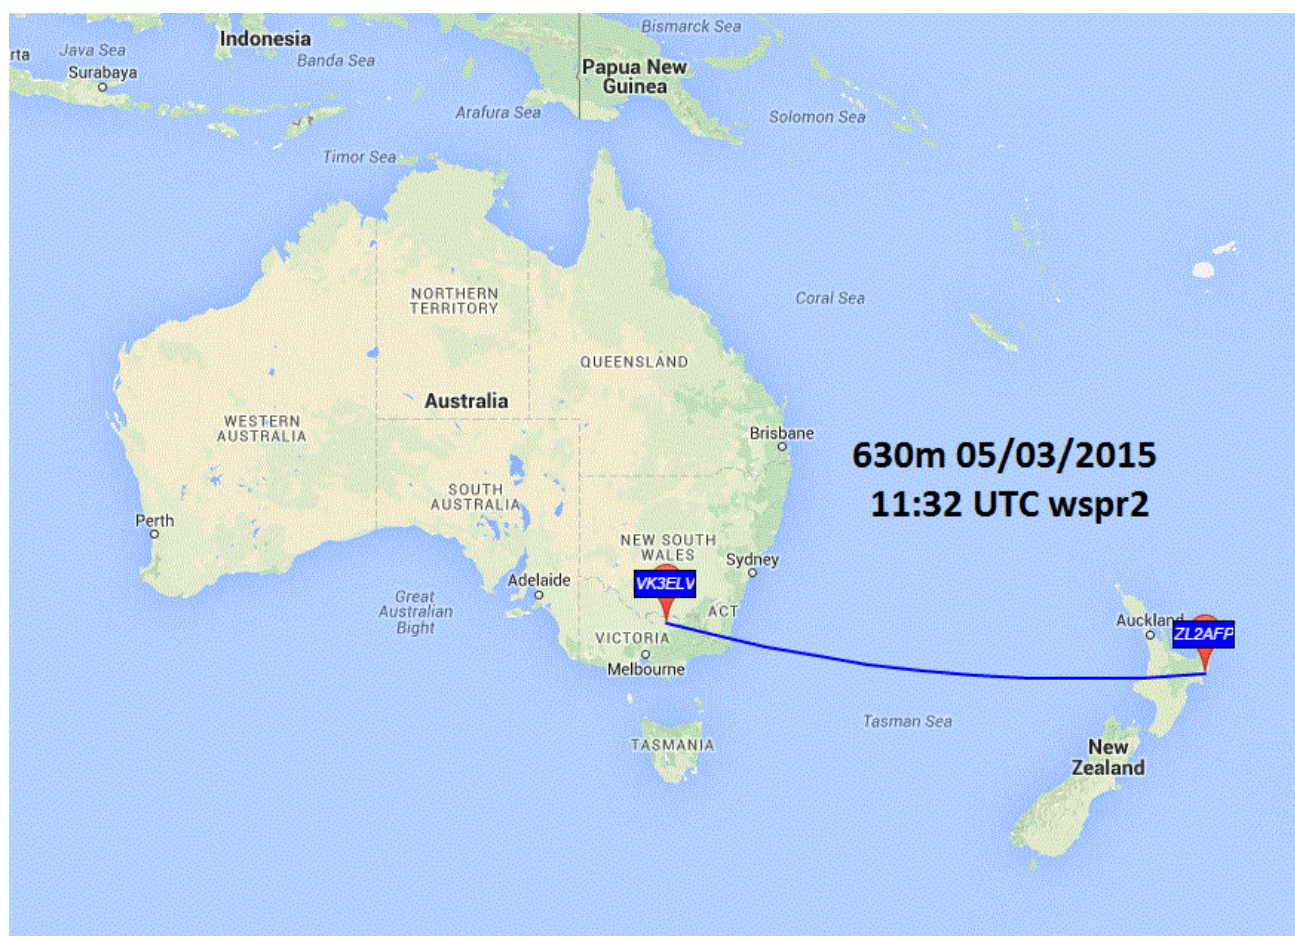 Bismarck Sea
Indonesia
Java Sea
rta
Banda Sea
Surabaya
Papua New
Guinea
Arafura Sea
Solomon Sea
Timor Sea
NORTHERN
TERRITORY
Coral Sea
QUEENSLAND
Australia
WESTERN
AUSTRALIA
Brisbane
630m 05/03/2015
11:32 UTC wspr2
SOUTH
AUSTRALIA
Perth
NEW SOUTH
WALES
Sydney
Adelaide
VK3ELV
Great
Australian
Bight
ACT
Auckland
ZL2AFP
VICTORIA
Melbourne
Tasman Sea
TASMANIA
New
Zealand